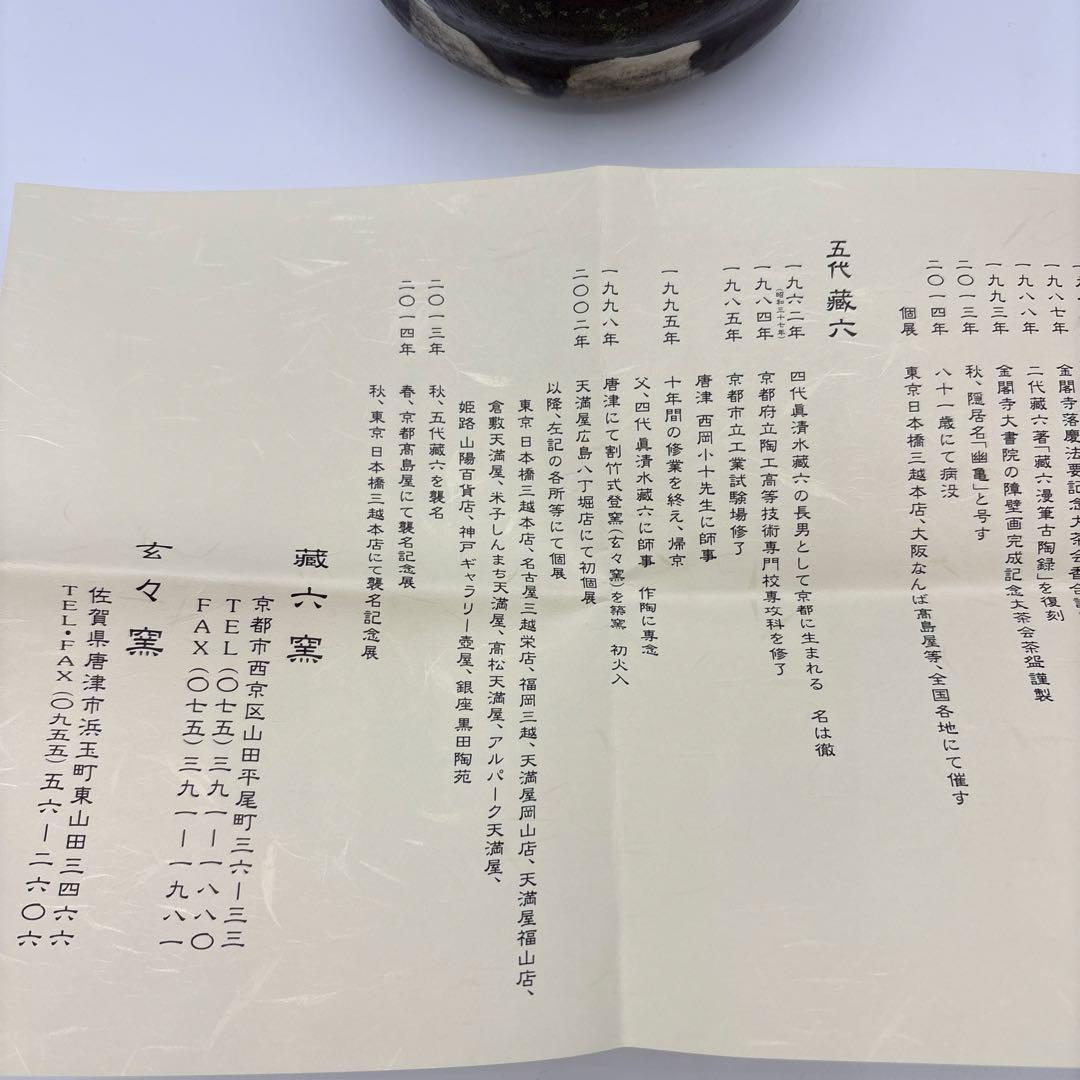 金閣寺落慶法要記念大茶会香合
一九八七年 二代藏六著「藏六漫筆古陶録」を復刻
一九八八年 金閣寺大書院の障壁画完成記念大茶会茶盌謹製
一九九三年 秋、隠居名「幽亀」と号す
二〇一三年 八十一歳にて病没
二〇一四年
個展 東京日本橋三越本店、大阪なんば髙島屋等、全国各地にて催す
五代 藏六
一九六二年 四代眞清水藏六の長男として京都に生まれる 名は徹
(昭和三十七年)
一九八四年 京都府立陶工高等技術専門校専攻科を修了
一九八五年 京都市立工業試験場修了
唐津 西岡小十先生に師事
一九九五年 十年間の修業を終え、帰京
父、四代 眞清水藏六に師事 作陶に専念
一九九八年 唐津にて割竹式登窯(玄々窯)を築窯 初火入
二〇〇二年 天満屋広島八丁堀店にて初個展
以降、左記の各所等にて個展
東京 日本橋三越本店、名古屋三越栄店、福岡三越、天満屋岡山店、天満屋福山店、
倉敷天満屋、米子しんまち天満屋、髙松天満屋、アルパーク天満屋、
姫路 山陽百貨店、神戸 ギャラリー壺屋、銀座 黒田陶苑
二〇一三年 秋、五代藏六を襲名
二〇一四年 春、京都髙島屋にて襲名記念展
秋、東京 日本橋三越本店にて襲名記念展
藏六窯
京都市西京区山田平尾町三六ー三三
TEL(〇七五)三九一ー一八八〇
FAX(〇七五)三九一ー一九八一
玄々窯
佐賀県唐津市浜玉町東山田三四六六
TEL・FAX(〇九五五)五六ー二六〇六